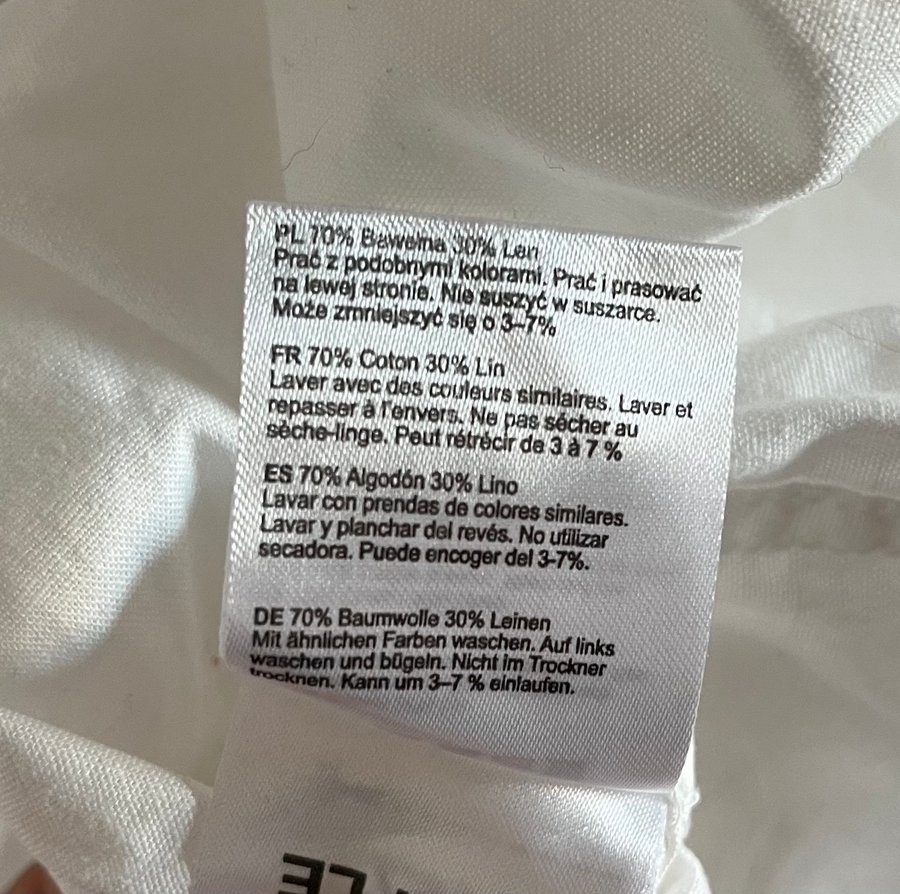 PL 70% Bawełna 30% Len
Prać z podobnymi kolorami. Prać i prasować
na lewej stronie. Nie suszyć w suszarce.
Może zmniejszyć się o 3–7%
FR 70% Coton 30% Lin
Laver avec des couleurs similaires. Laver et
repasser à l'envers. Ne pas sécher au
sèche-linge. Peut rétrécir de 3 à 7 %
ES 70% Algodón 30% Lino
Lavar con prendas de colores similares.
Lavar y planchar del revés. No utilizar
secadora. Puede encoger del 3-7%.
DE 70% Baumwolle 30% Leinen
Mit ähnlichen Farben waschen. Auf links
waschen und bügeln. Nicht im Trockner
trocknen. Kann um 3–7 % einlaufen.